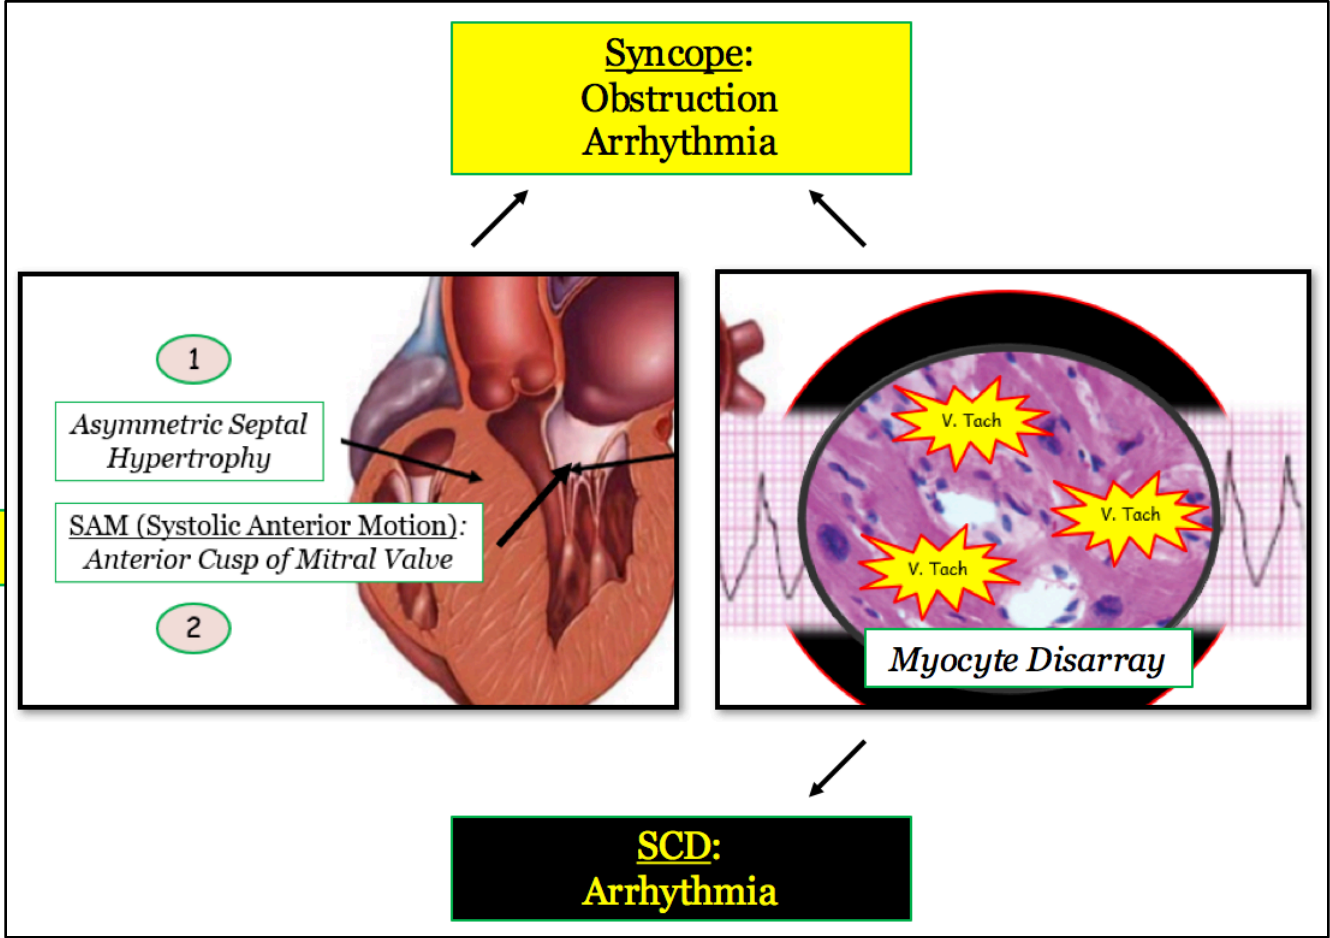 Syncope:
Obstruction
Arrhythmia
1
Asymmetric Septal
Hypertrophy
SAM (Systolic Anterior Motion):
Anterior Cusp of Mitral Valve
2
V. Tach
V. Tach
V. Tach
Myocyte Disarray
SCD:
Arrhythmia